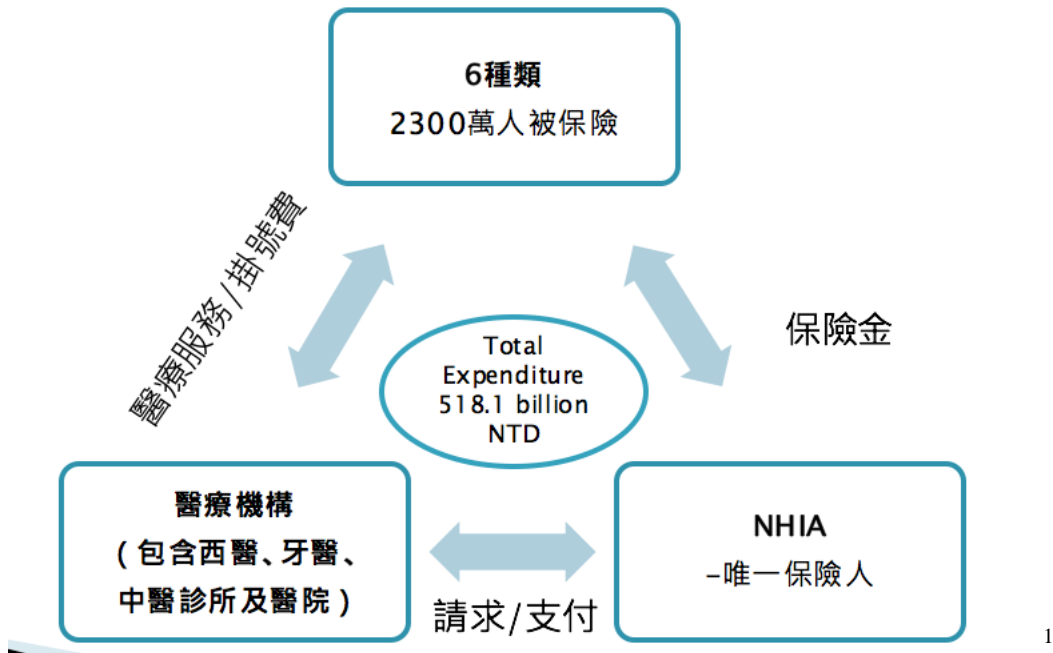 6種類
2300萬人被保險
醫療服務/掛號費
保險金
Total
Expenditure
518.1 billion
NTD
醫療機構
(包含西醫、牙醫、
中醫診所及醫院)
NHIA
–唯一保險人
請求/支付
1